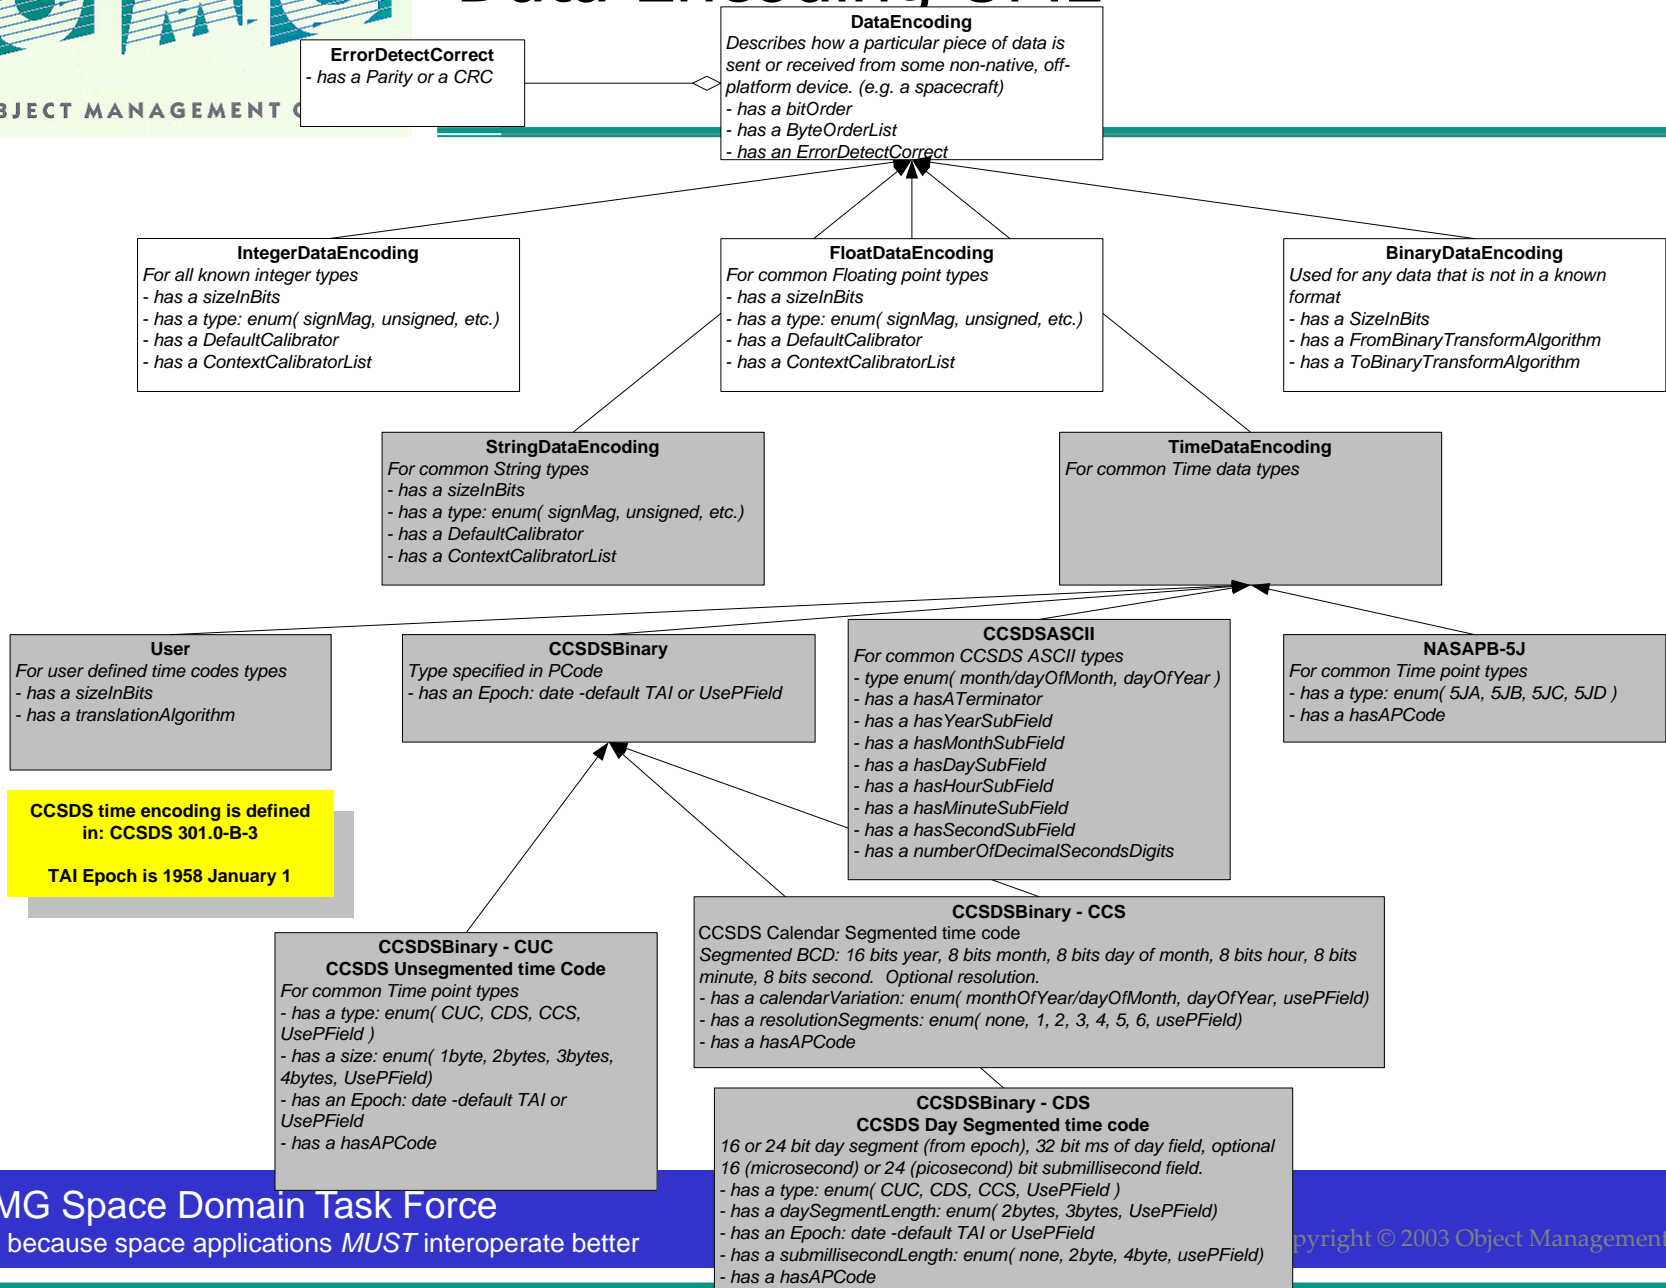 Data Encoding UML
BJECT MANAGEMENT
ErrorDetectCorrect
- has a Parity or a CRC
DataEncoding
Describes how a particular piece of data is
sent or received from some non-native, off-
platform device. (e.g. a spacecraft)
- has a bitOrder
- has a ByteOrderList
- has an ErrorDetectCorrect
IntegerDataEncoding
For all known integer types
- has a sizeInBits
- has a type: enum( signMag, unsigned, etc.)
- has a DefaultCalibrator
- has a ContextCalibratorList
FloatDataEncoding
For common Floating point types
- has a sizeInBits
- has a type: enum( signMag, unsigned, etc.)
- has a DefaultCalibrator
- has a ContextCalibratorList
BinaryDataEncoding
Used for any data that is not in a known
format
- has a SizeInBits
- has a FromBinaryTransformAlgorithm
- has a ToBinaryTransformAlgorithm
StringDataEncoding
For common String types
- has a sizeInBits
- has a type: enum( signMag, unsigned, etc.)
- has a DefaultCalibrator
- has a ContextCalibratorList
TimeDataEncoding
For common Time data types
User
For user defined time codes types
- has a sizeInBits
- has a translationAlgorithm
CCSDSBinary
Type specified in PCode
- has an Epoch: date -default TAI or UsePField
CCSDSASCII
For common CCSDS ASCII types
- type enum( month/dayOfMonth, dayOfYear )
- has a hasATerminator
- has a hasYearSubField
- has a hasMonthSubField
- has a hasDaySubField
- has a hasHourSubField
- has a hasMinuteSubField
- has a hasSecondSubField
- has a numberOfDecimalSecondsDigits
NASAPB-5J
For common Time point types
- has a type: enum( 5JA, 5JB, 5JC, 5JD )
- has a hasAPCode
CCSDS time encoding is defined
in: CCSDS 301.0-B-3
TAI Epoch is 1958 January 1
CCSDSBinary - CUC
CCSDS Unsegmented time Code
For common Time point types
- has a type: enum( CUC, CDS, CCS,
UsePField )
- has a size: enum( 1byte, 2bytes, 3bytes,
4bytes, UsePField)
- has an Epoch: date -default TAI or
UsePField
- has a hasAPCode
CCSDSBinary - CCS
CCSDS Calendar Segmented time code
Segmented BCD: 16 bits year, 8 bits month, 8 bits day of month, 8 bits hour, 8 bits
minute, 8 bits second.  Optional resolution.
- has a calendarVariation: enum( monthOfYear/dayOfMonth, dayOfYear, usePField)
- has a resolutionSegments: enum( none, 1, 2, 3, 4, 5, 6, usePField)
- has a hasAPCode
CCSDSBinary - CDS
CCSDS Day Segmented time code
16 or 24 bit day segment (from epoch), 32 bit ms of day field, optional
16 (microsecond) or 24 (picosecond) bit submillisecond field.
- has a type: enum( CUC, CDS, CCS, UsePField )
- has a daySegmentLength: enum( 2bytes, 3bytes, UsePField)
- has an Epoch: date -default TAI or UsePField
- has a submillisecondLength: enum( none, 2byte, 4byte, usePField)
- has a hasAPCode
MG Space Domain Task Force
because space applications MUST interoperate better
pyright © 2003 Object Management